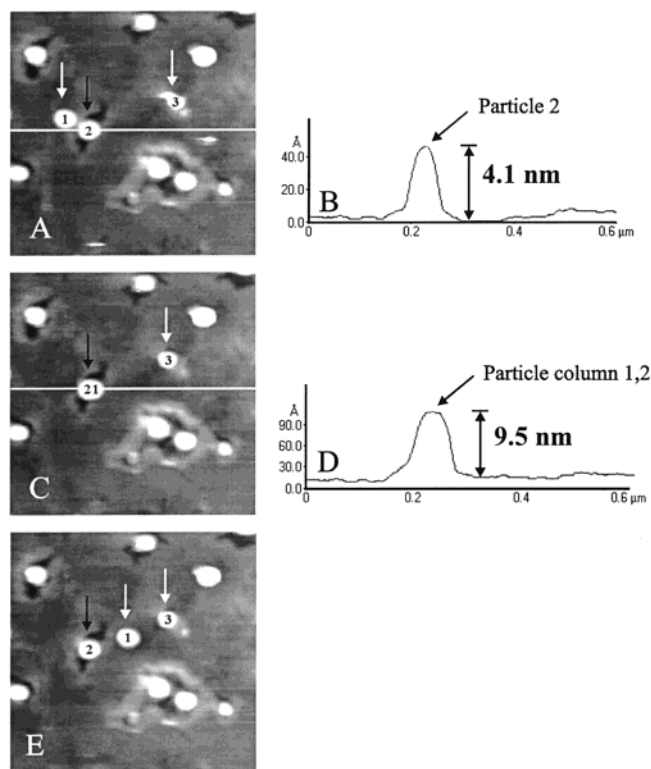 1
2
3
A
Particle 2
Å
40.0
20.0
0.0
B
4.1 nm
0 0.2 0.4 0.6 µm
21
3
C
Particle column 1,2
Å
90.0
60.0
30.0
0.0
D
9.5 nm
0 0.2 0.4 0.6 µm
2
1
3
E